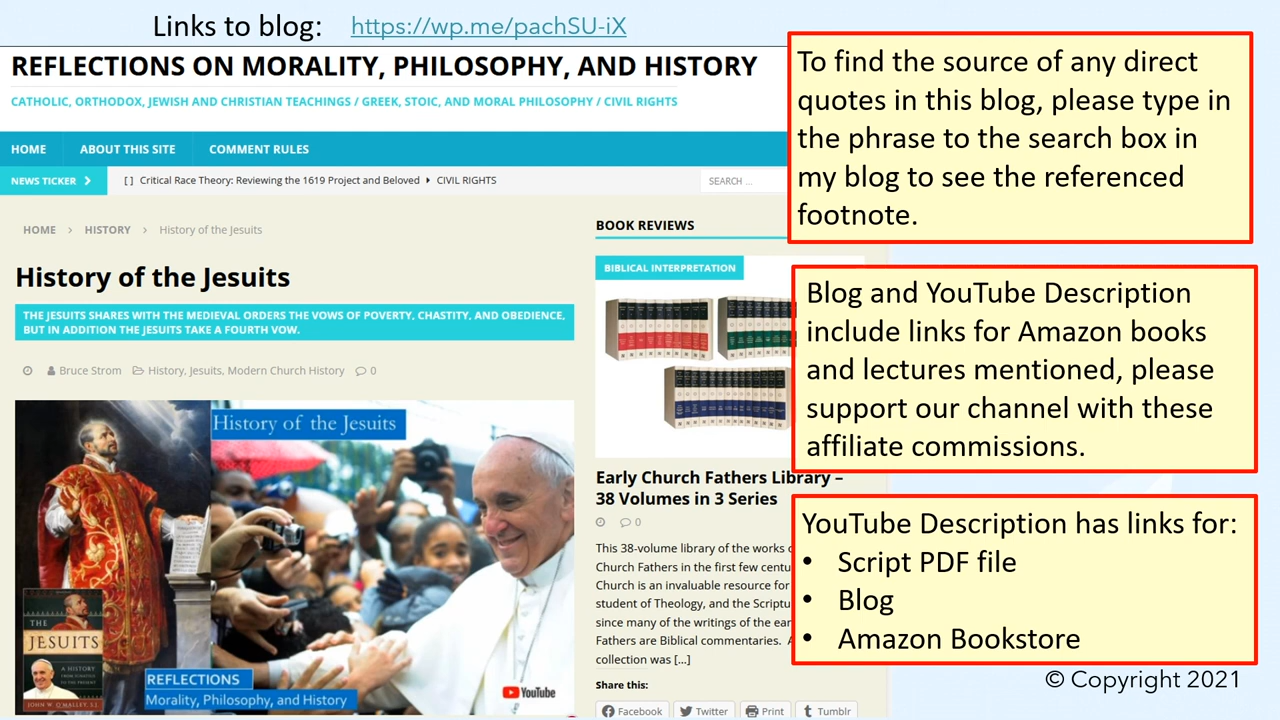 Links to blog: https://wp.me/pachSU-iX
REFLECTIONS ON MORALITY, PHILOSOPHY, AND HISTORY
CATHOLIC, ORTHODOX, JEWISH AND CHRISTIAN TEACHINGS / GREEK, STOIC, AND MORAL PHILOSOPHY / CIVIL RIGHTS
HOME ABOUT THIS SITE COMMENT RULES
NEWS TICKER [ ] Critical Race Theory: Reviewing the 1619 Project and Beloved CIVIL RIGHTS SEARCH ...
HOME > HISTORY > History of the Jesuits
History of the Jesuits
THE JESUITS SHARES WITH THE MEDIEVAL ORDERS THE VOWS OF POVERTY, CHASTITY, AND OBEDIENCE,
BUT IN ADDITION THE JESUITS TAKE A FOURTH VOW.
Bruce Strom History, Jesuits, Modern Church History 0
History of the Jesuits
THE
JESUITS
A HISTORY
FROM IGNATIUS
TO THE PRESENT
JOHN W. O'MALLEY, S.J.
REFLECTIONS
Morality, Philosophy, and History
YouTube
BOOK REVIEWS
BIBLICAL INTERPRETATION
Early Church Fathers Library –
38 Volumes in 3 Series
0
This 38-volume library of the works
Church Fathers in the first few
Church is an invaluable resource for
student of Theology, and the
since many of the writings of the
Fathers are Biblical commentaries.
collection was [...]
Share this:
Facebook Twitter Print Tumblr
To find the source of any direct
quotes in this blog, please type in
the phrase to the search box in
my blog to see the referenced
footnote.
Blog and YouTube Description
include links for Amazon books
and lectures mentioned, please
support our channel with these
affiliate commissions.
YouTube Description has links for:
• Script PDF file
• Blog
• Amazon Bookstore
© Copyright 2021